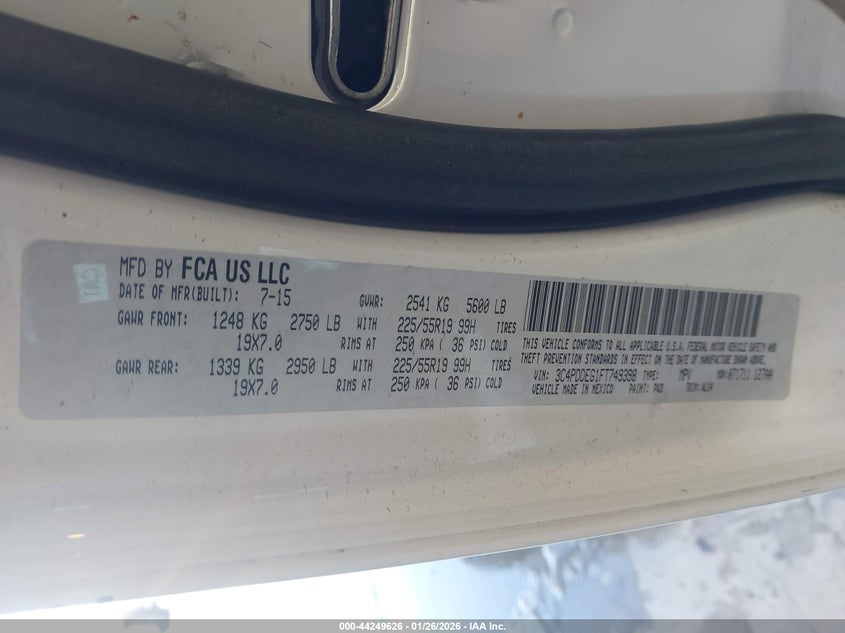 MFD BY FCA US LLC
DATE OF MFR(BUILT): 7-15 GVWR: 2541 KG 5600 LB
GAWR FRONT: 1248 KG 2750 LB WITH 225/55R19 99H TIRES
19X7.0 RIMS AT 250 KPA ( 36 PSI) COLD
GAWR REAR: 1339 KG 2950 LB WITH 225/55R19 99H TIRES
19X7.0 RIMS AT 250 KPA ( 36 PSI) COLD
THIS VEHICLE CONFORMS TO ALL APPLICABLE U.S.A. FEDERAL MOTOR VEHICLE SAFETY AND
THEFT PREVENTION STANDARDS IN EFFECT ON THE DATE OF MANUFACTURE SHOWN ABOVE.
VIN: 3C4PDDEG1FT749398 TYPE: MPV MDH: 071711 127AA
VEHICLE MADE IN MEXICO PAINT: PW3 TRIM:
000-44249626 - 01/26/2026 - IAA Inc.